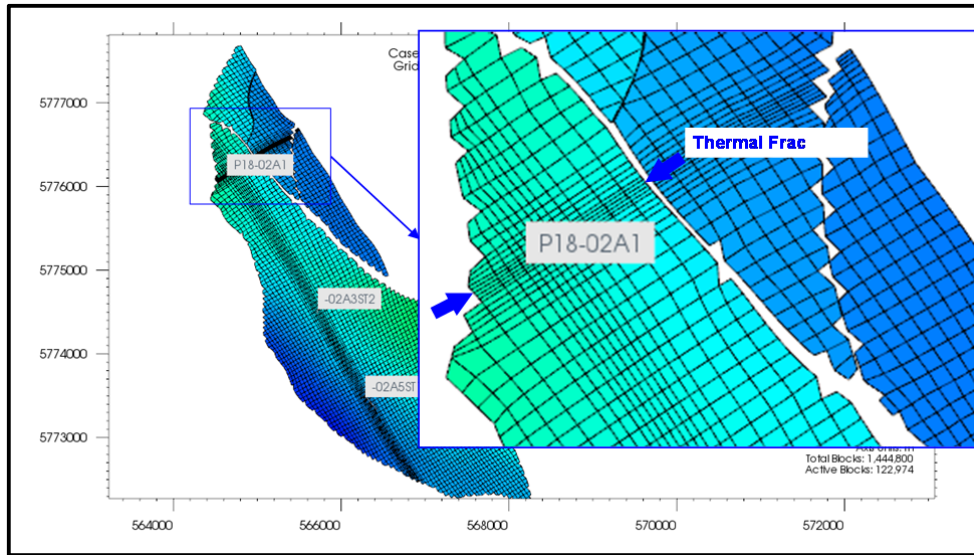 Case
Grid
5777000
5776000
5775000
5774000
5773000
P18-02A1
-02A3ST2
-02A5ST
Thermal Frac
P18-02A1
Total Blocks: 1,444,800
Active Blocks: 122,974
564000 566000 568000 570000 572000